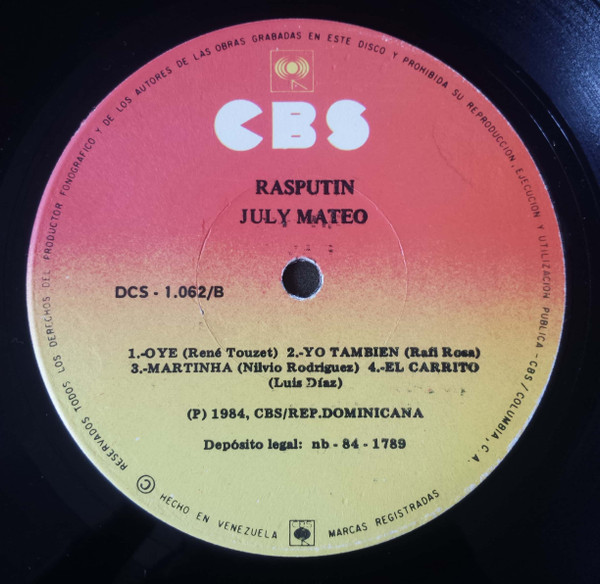 RESERVADOS TODOS LOS DERECHOS DEL PRODUCTOR FONOGRAFICO Y DE LOS AUTORES DE LAS OBRAS GRABADAS EN ESTE DISCO Y PROHIBIDA SU REPRODUCCION, EJECUCION Y UTILIZACION PUBLICA - CBS / COLUMBIA, C.A.
CBS
RASPUTIN
JULY MATEO
DCS - 1.062/B
1.-OYE (René Touzet) 2.-YO TAMBIEN (Rafi Rosa)
3.-MARTINHA (Nilvio Rodriguez) 4.-EL CARRITO
(Luis Díaz)
(P) 1984, CBS/REP.DOMINICANA
Depósito legal: nb - 84 - 1789
© HECHO EN VENEZUELA CBS MARCAS REGISTRADAS